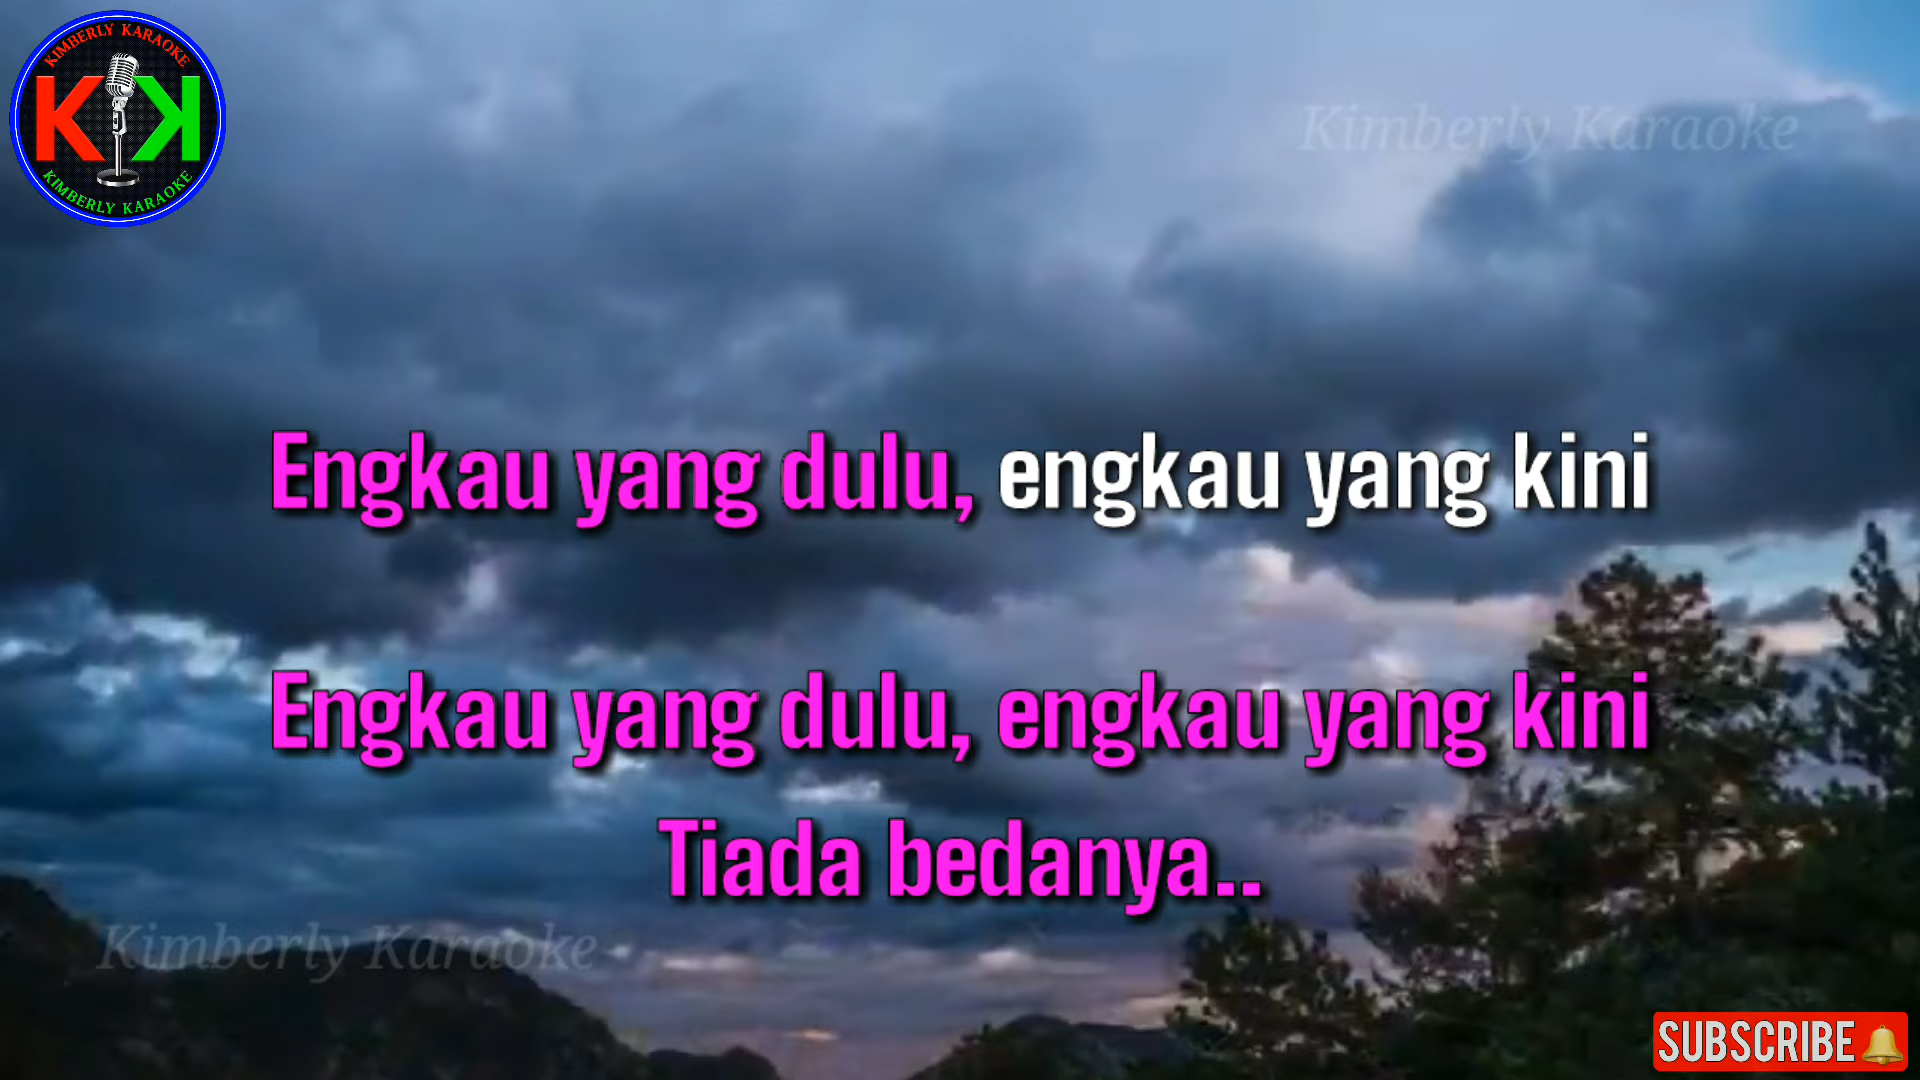 KIMBERLY KARAOKE
K K
KIMBERLY KARAOKE
Kimberly Karaoke
Engkau yang dulu, engkau yang kini
Engkau yang dulu, engkau yang kini
Tiada bedanya..
Kimberly Karaoke
SUBSCRIBE